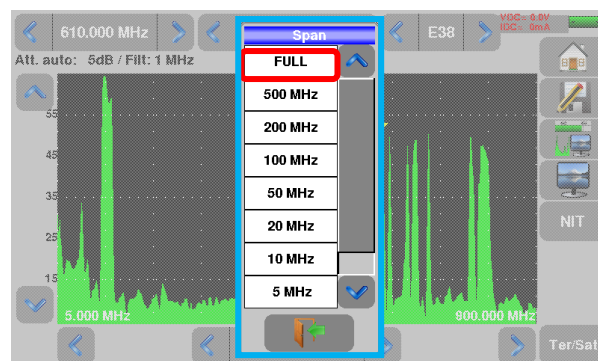 610,000 MHz
Span
E38
VDC= 0.0V
IDC= 0mA
Att. auto: 5dB / Filt: 1 MHz
FULL
500 MHz
200 MHz
100 MHz
50 MHz
20 MHz
10 MHz
5 MHz
55
45
35
25
15
NIT
5.000 MHz
900.000 MHz
Ter/Sat